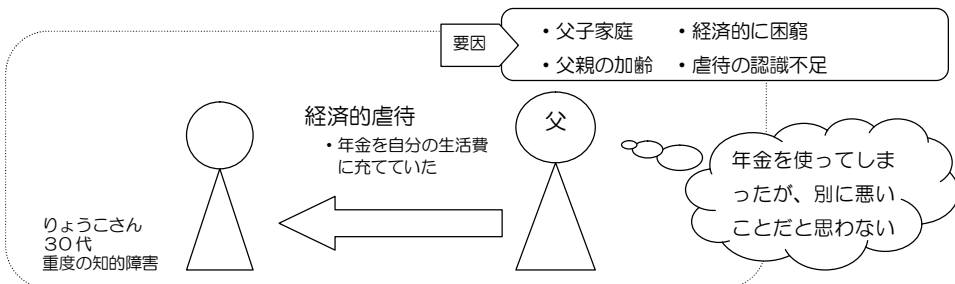 要因
・父子家庭 ・経済的に困窮
・父親の加齢 ・虐待の認識不足
経済的虐待
・年金を自分の生活費
に充てていた
父
年金を使ってしま
ったが、別に悪い
ことだと思わない
りょうこさん
30代
重度の知的障害